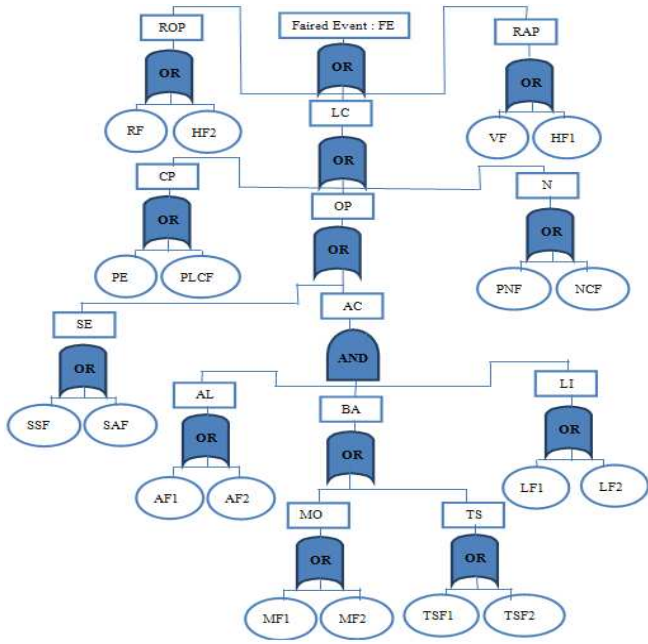 ROP
Faired Event : FE
RAP
OR
OR
OR
LC
RF
HF2
VF
HF1
OR
CP
N
OP
OR
OR
OR
PE
PLCF
PNF
NCF
AC
SE
AND
OR
AL
BA
LI
SSF
SAF
OR
OR
OR
AF1
AF2
LF1
LF2
MO
TS
OR
OR
MF1
MF2
TSF1
TSF2